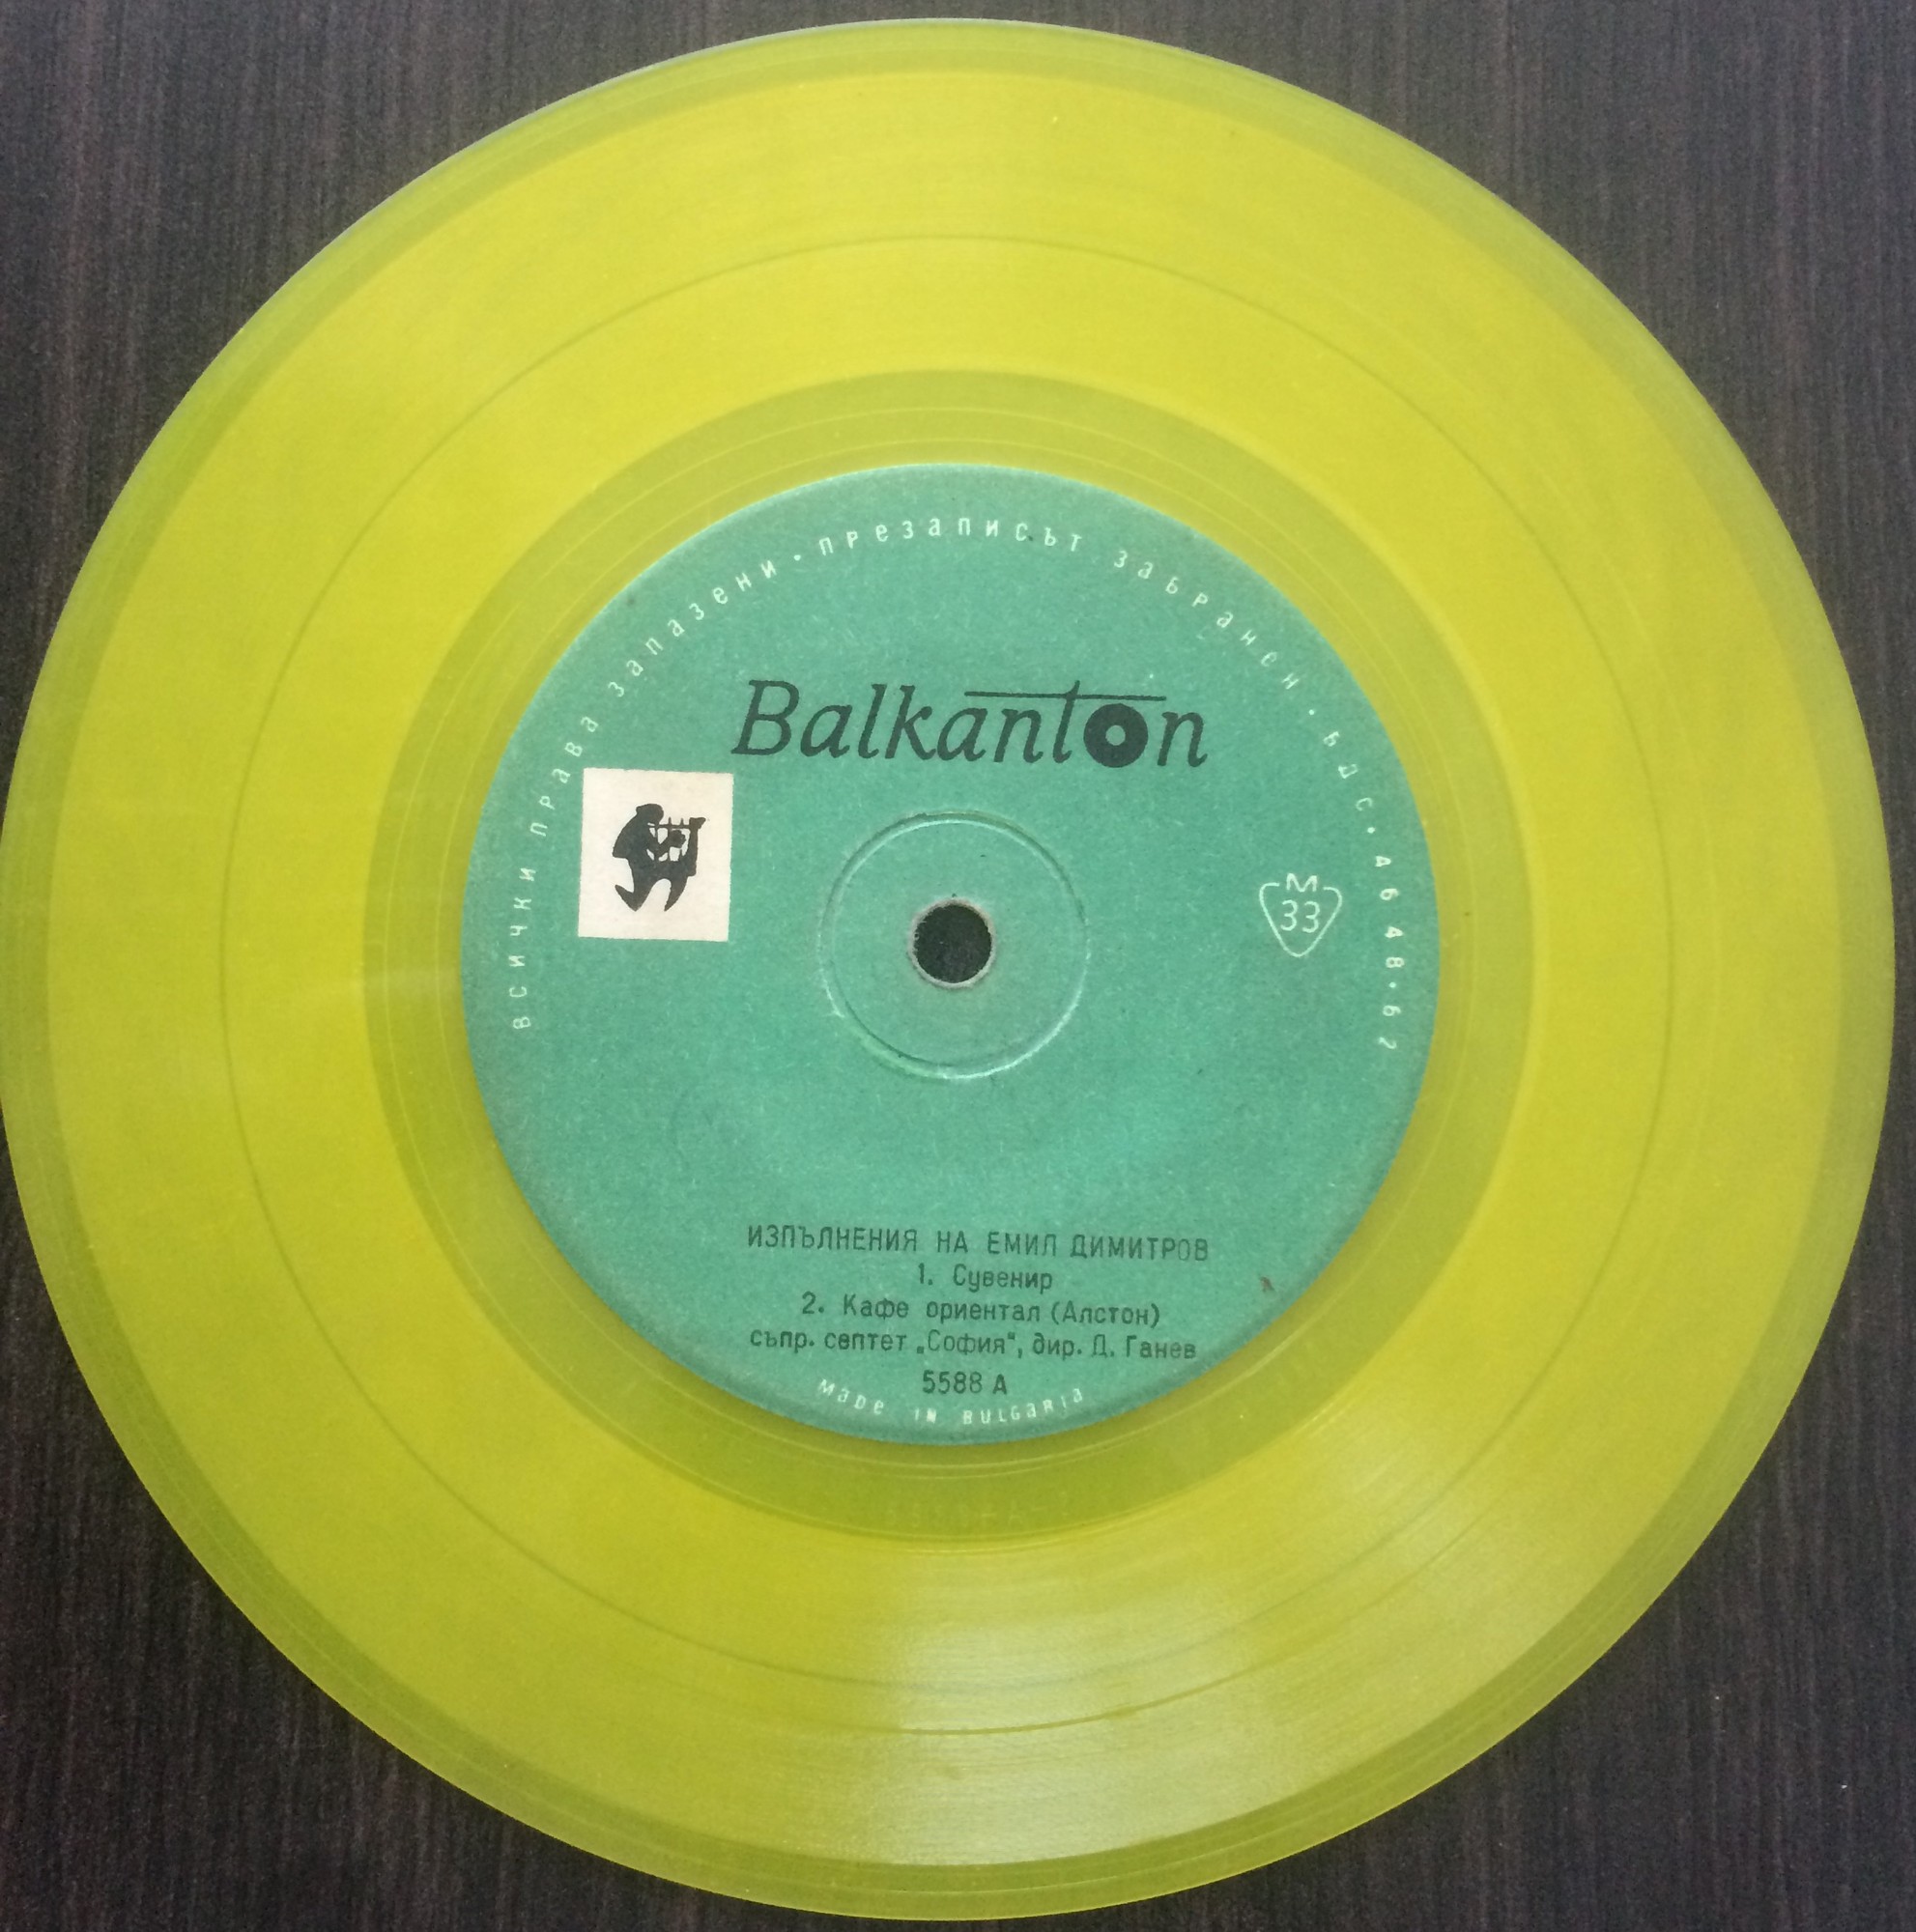 всички права запазени · презаписът забранен · бдс · 4648 · 62
Balkanton
M
33
ИЗПЪЛНЕНИЯ НА ЕМИЛ ДИМИТРОВ
1. Сувенир
2. Кафе ориентал (Алстон)
съпр. септет „София“, дир. Д. Ганев
5588 А
Made in Bulgaria